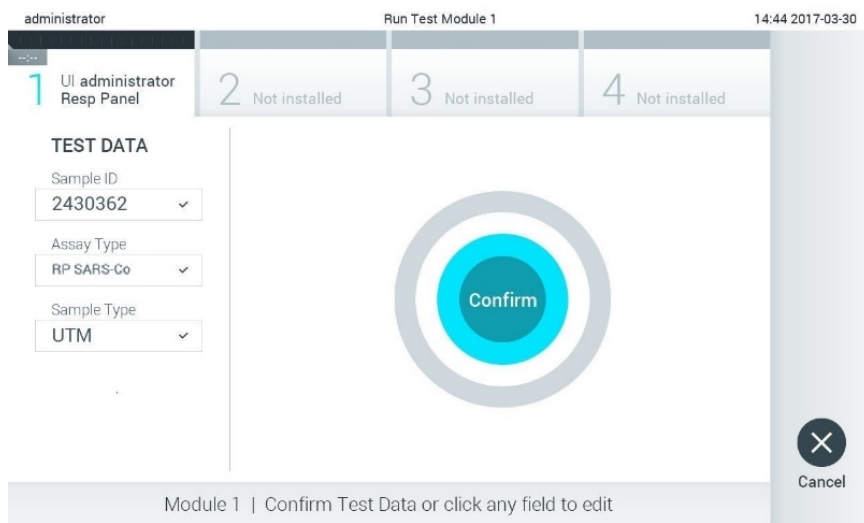 administrator Run Test Module 1 14:44 2017-03-30
--:--
1 UI administrator
Resp Panel
2 Not installed
3 Not installed
4 Not installed
TEST DATA
Sample ID
2430362
Assay Type
RP SARS-Co
Sample Type
UTM
Confirm
Cancel
Module 1 | Confirm Test Data or click any field to edit